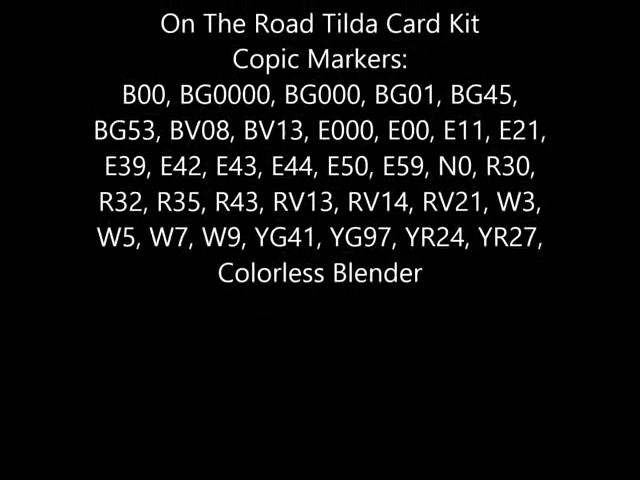 On The Road Tilda Card Kit
Copic Markers:
B00, BG0000, BG000, BG01, BG45,
BG53, BV08, BV13, E000, E00, E11, E21,
E39, E42, E43, E44, E50, E59, N0, R30,
R32, R35, R43, RV13, RV14, RV21, W3,
W5, W7, W9, YG41, YG97, YR24, YR27,
Colorless Blender